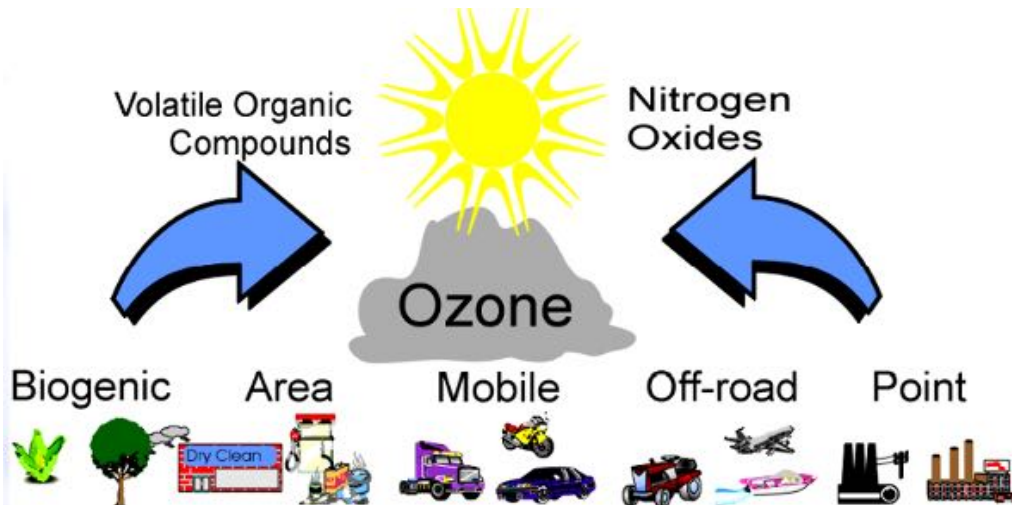 Volatile Organic
Compounds
Nitrogen
Oxides
Ozone
Biogenic
Area
Mobile
Off-road
Point
Dry Clean